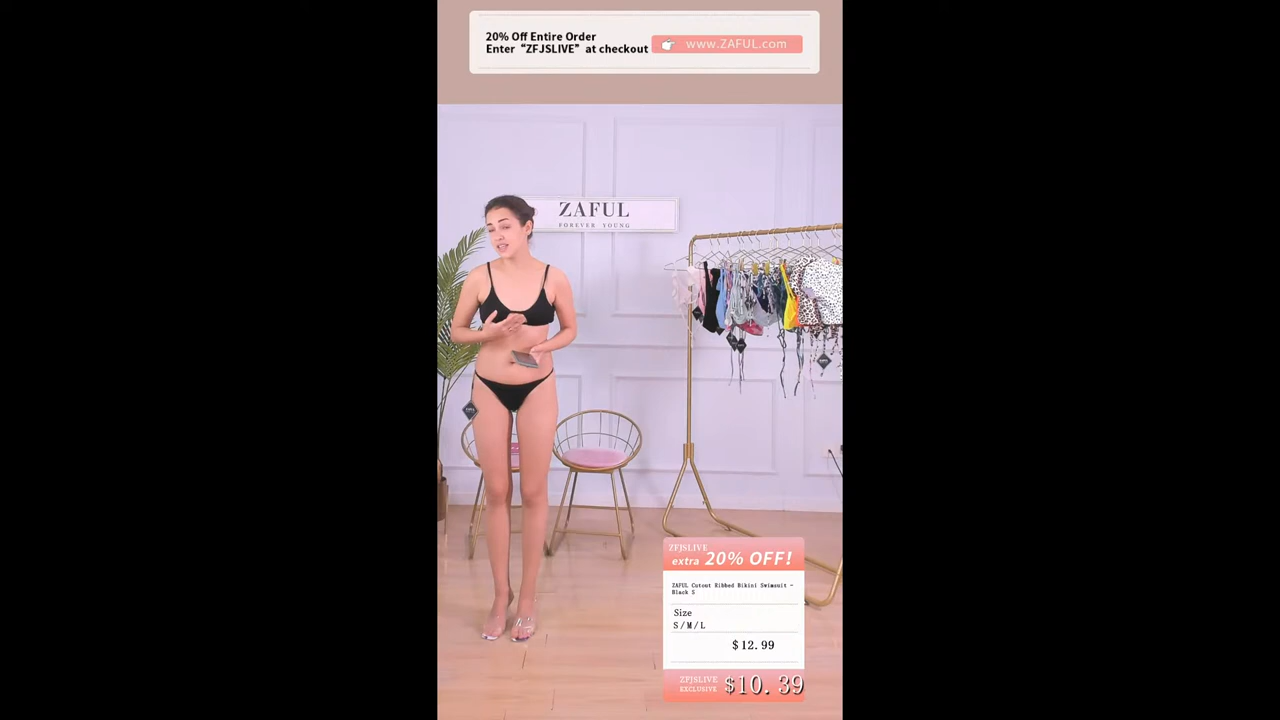 20% Off Entire Order
Enter “ZFJSLIVE” at checkout
www.ZAFUL.com
ZAFUL
FOREVER YOUNG
ZFJSLIVE
extra 20% OFF!
ZAFUL Cutout Ribbed Bikini Swimsuit -
Black S
Size
S/M/L
$12.99
ZFJSLIVE
EXCLUSIVE $10.39